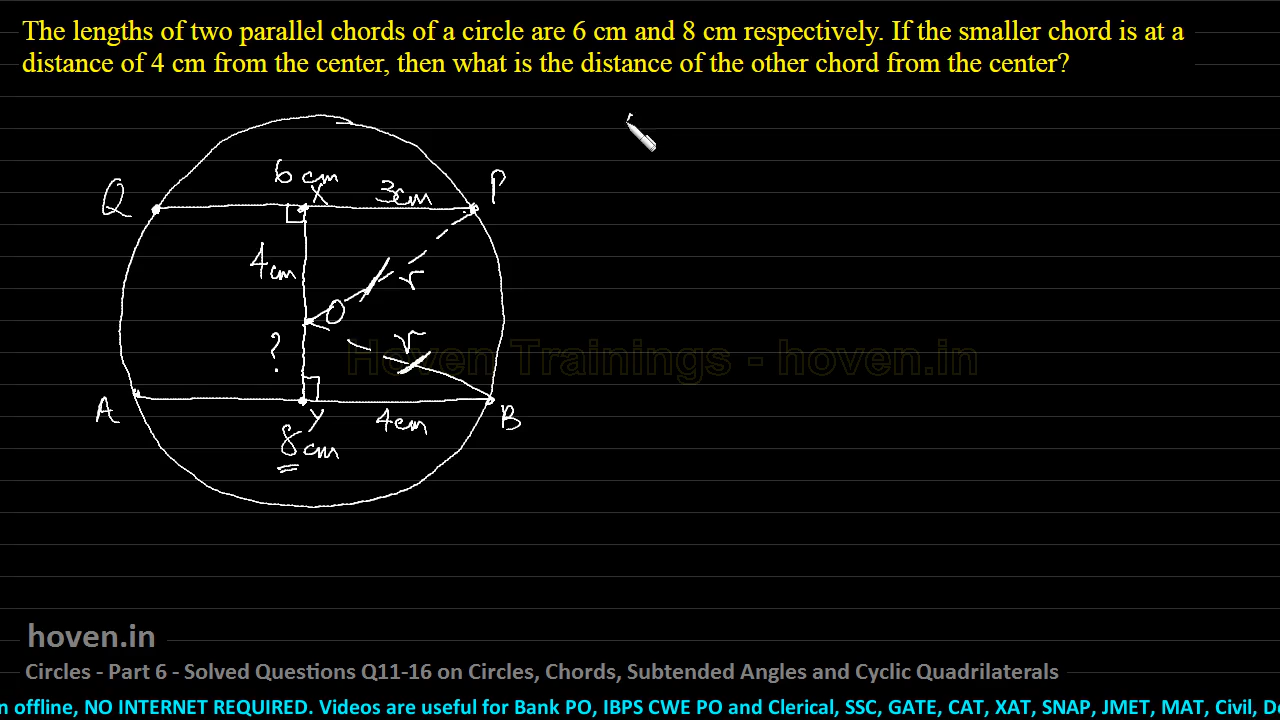 The lengths of two parallel chords of a circle are 6 cm and 8 cm respectively. If the smaller chord is at a
distance of 4 cm from the center, then what is the distance of the other chord from the center?
6 cm
Q
X
3cm
P
4cm
r
O
?
r
Hoven Trainings - hoven.in
A
Y
4cm
B
8cm
hoven.in
Circles - Part 6 - Solved Questions Q11-16 on Circles, Chords, Subtended Angles and Cyclic Quadrilaterals
n offline, NO INTERNET REQUIRED. Videos are useful for Bank PO, IBPS CWE PO and Clerical, SSC, GATE, CAT, XAT, SNAP, JMET, MAT, Civil,